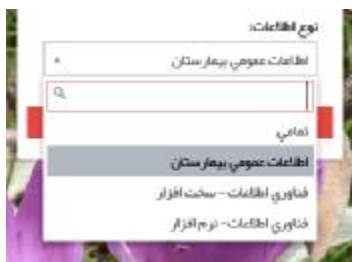 نوع اطلاعات:
اطلاعات عمومي بيمارستان
تمامي
اطلاعات عمومي بيمارستان
فناوري اطلاعات - سخت افزار
فناوري اطلاعات - نرم افزار